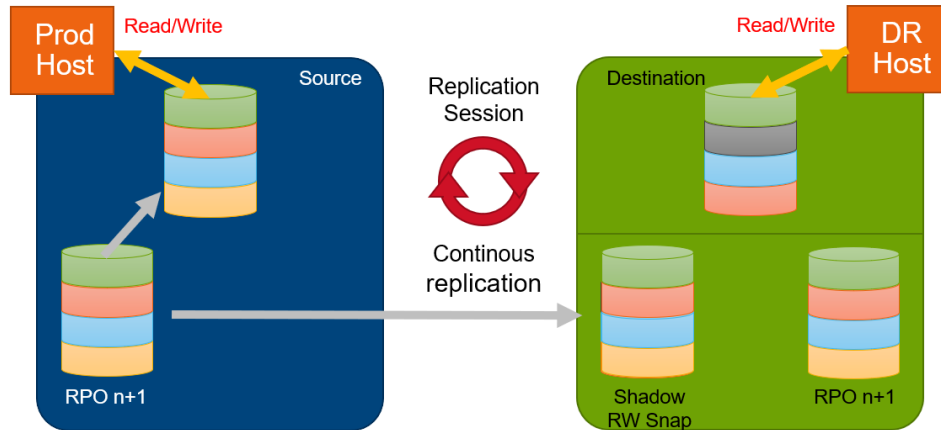 Prod
Host
Read/Write
Source
Replication
Session
Continous
replication
RPO n+1
Read/Write
DR
Host
Destination
Shadow
RW Snap
RPO n+1